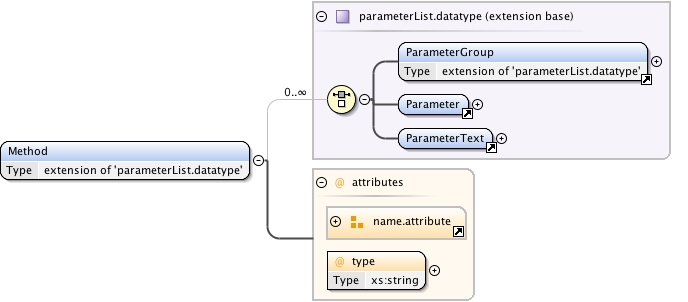 parameterList.datatype (extension base)
ParameterGroup
Type extension of 'parameterList.datatype'
0..∞
Parameter
ParameterText
Method
Type extension of 'parameterList.datatype'
@ attributes
name.attribute
@ type
Type xs:string